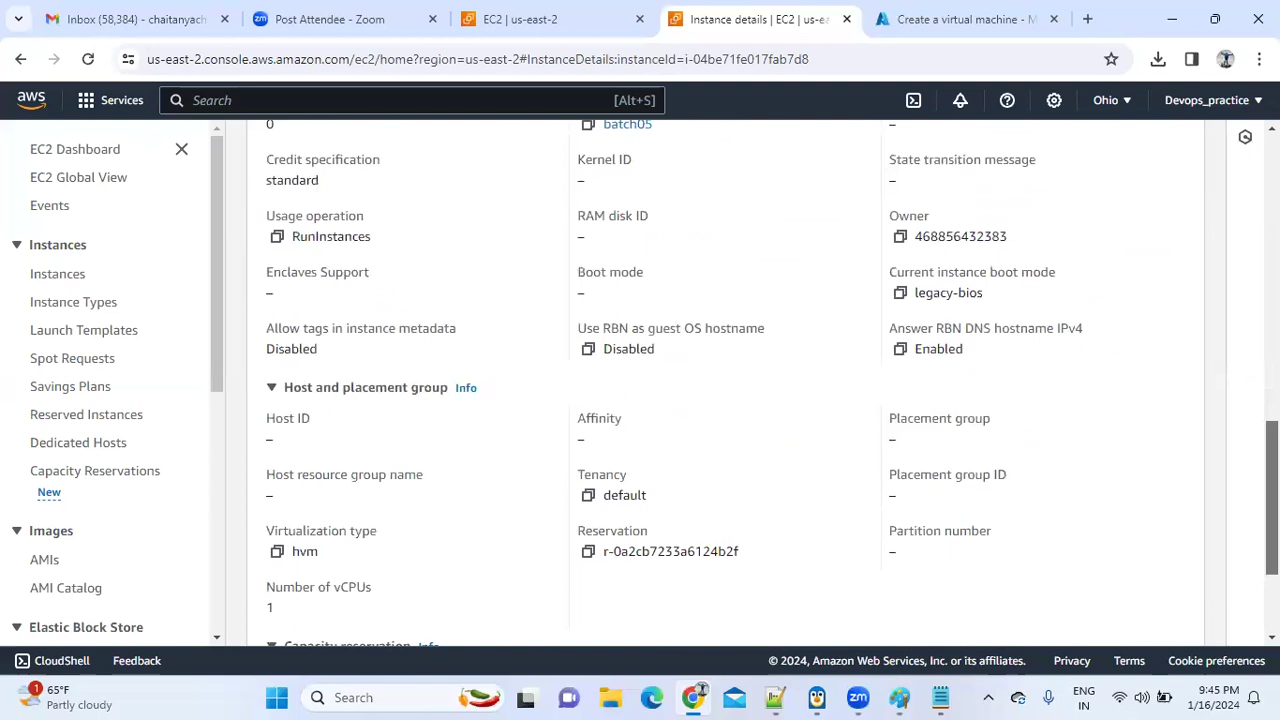 Inbox (58,384) - chaitanyach
Post Attendee - Zoom
EC2 | us-east-2
Instance details | EC2 | us-ea
Create a virtual machine - M
us-east-2.console.aws.amazon.com/ec2/home?region=us-east-2#InstanceDetails:instanceId=i-04be71fe017fab7d8
aws
Services
Search
[Alt+S]
Ohio
Devops_practice
EC2 Dashboard
EC2 Global View
Events
Instances
Instances
Instance Types
Launch Templates
Spot Requests
Savings Plans
Reserved Instances
Dedicated Hosts
Capacity Reservations
New
Images
AMIs
AMI Catalog
Elastic Block Store
0
batch05
–
Credit specification
standard
Kernel ID
–
State transition message
–
Usage operation
RunInstances
RAM disk ID
–
Owner
468856432383
Enclaves Support
–
Boot mode
–
Current instance boot mode
legacy-bios
Allow tags in instance metadata
Disabled
Use RBN as guest OS hostname
Disabled
Answer RBN DNS hostname IPv4
Enabled
Host and placement group Info
Host ID
–
Affinity
–
Placement group
–
Host resource group name
–
Tenancy
default
Placement group ID
–
Virtualization type
hvm
Reservation
r-0a2cb7233a6124b2f
Partition number
–
Number of vCPUs
1
Capacity reservation Info
CloudShell
Feedback
© 2024, Amazon Web Services, Inc. or its affiliates.
Privacy
Terms
Cookie preferences
1
65°F
Partly cloudy
Search
ENG
IN
9:45 PM
1/16/2024